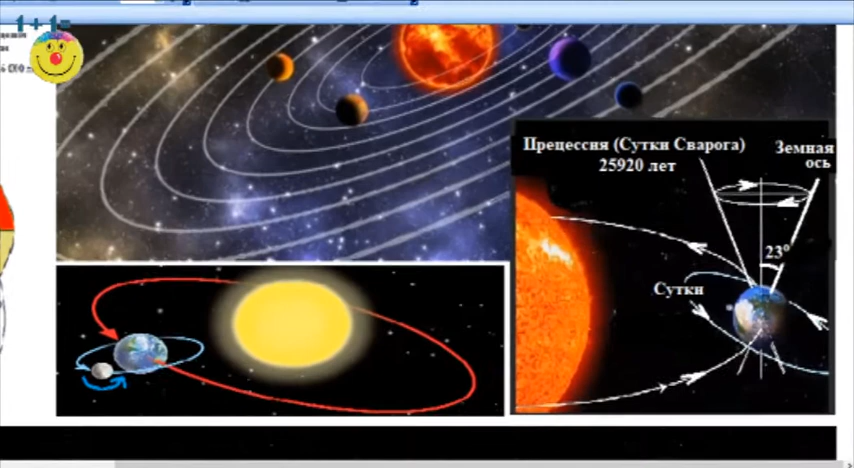 1+1=
Прецессия (Сутки Сварога)
25920 лет
Земная
ось
23°
Сутки